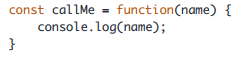 const callMe = function(name) {
    console.log(name);
}